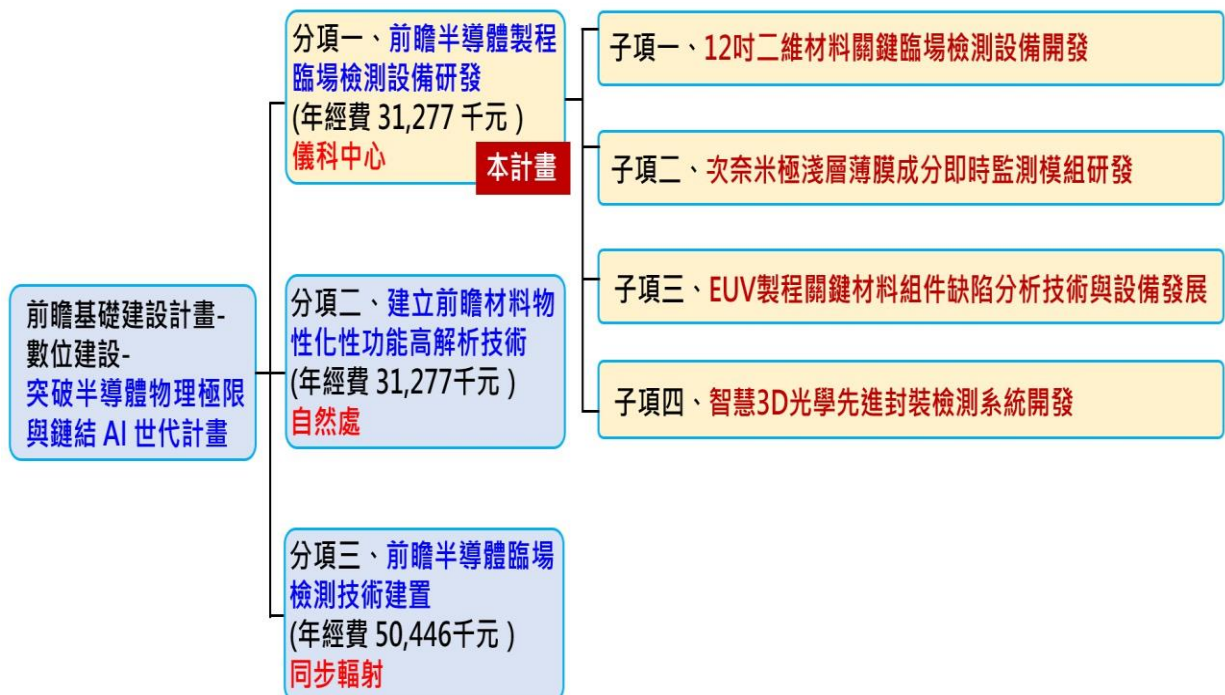 前瞻基礎建設計畫-
數位建設-
突破半導體物理極限
與鏈結 AI 世代計畫
分項一、前瞻半導體製程
臨場檢測設備研發
(年經費 31,277 千元 )
儀科中心
本計畫
子項一、12吋二維材料關鍵臨場檢測設備開發
子項二、次奈米極淺層薄膜成分即時監測模組研發
子項三、EUV製程關鍵材料組件缺陷分析技術與設備發展
子項四、智慧3D光學先進封裝檢測系統開發
分項二、建立前瞻材料物
性化性功能高解析技術
(年經費 31,277千元 )
自然處
分項三、前瞻半導體臨場
檢測技術建置
(年經費 50,446千元 )
同步輻射